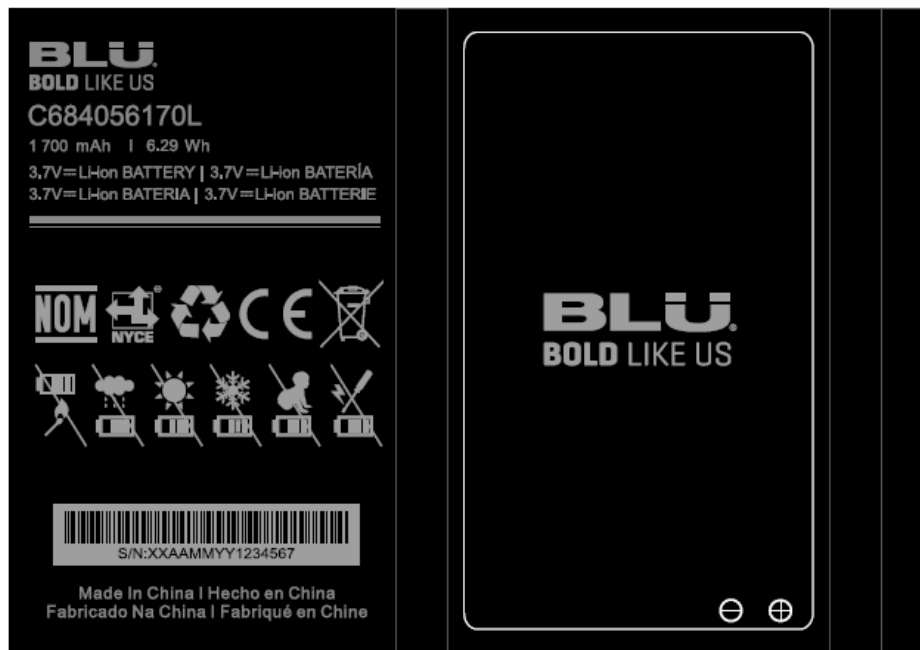 BLU.
BOLD LIKE US
C684056170L
1 700 mAh | 6.29 Wh
3.7V⎓Li-ion BATTERY | 3.7V⎓Li-ion BATERÍA
3.7V⎓Li-ion BATERIA | 3.7V⎓Li-ion BATTERIE
NOM
NYCE
CE
S/N:XXAAMMYY1234567
Made In China I Hecho en China
Fabricado Na China I Fabriqué en Chine
BLU.
BOLD LIKE US